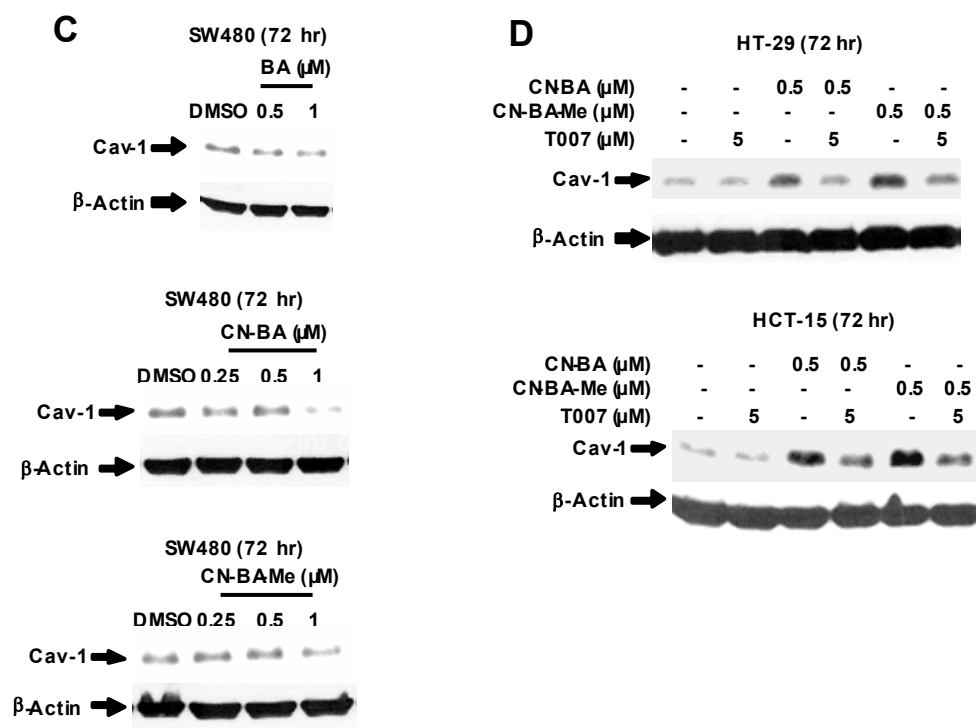 C
SW480 (72 hr)
BA (µM)
DMSO 0.5 1
Cav-1
β-Actin
SW480 (72 hr)
CN-BA (µM)
DMSO 0.25 0.5 1
Cav-1
β-Actin
SW480 (72 hr)
CN-BA-Me (µM)
DMSO 0.25 0.5 1
Cav-1
β-Actin
D
HT-29 (72 hr)
CNBA (µM) - - 0.5 0.5 - -
CN-BA-Me (µM) - - - - 0.5 0.5
T007 (µM) - 5 - 5 - 5
Cav-1
β-Actin
HCT-15 (72 hr)
CNBA (µM) - - 0.5 0.5 - -
CNBA-Me (µM) - - - - 0.5 0.5
T007 (µM) - 5 - 5 - 5
Cav-1
β-Actin